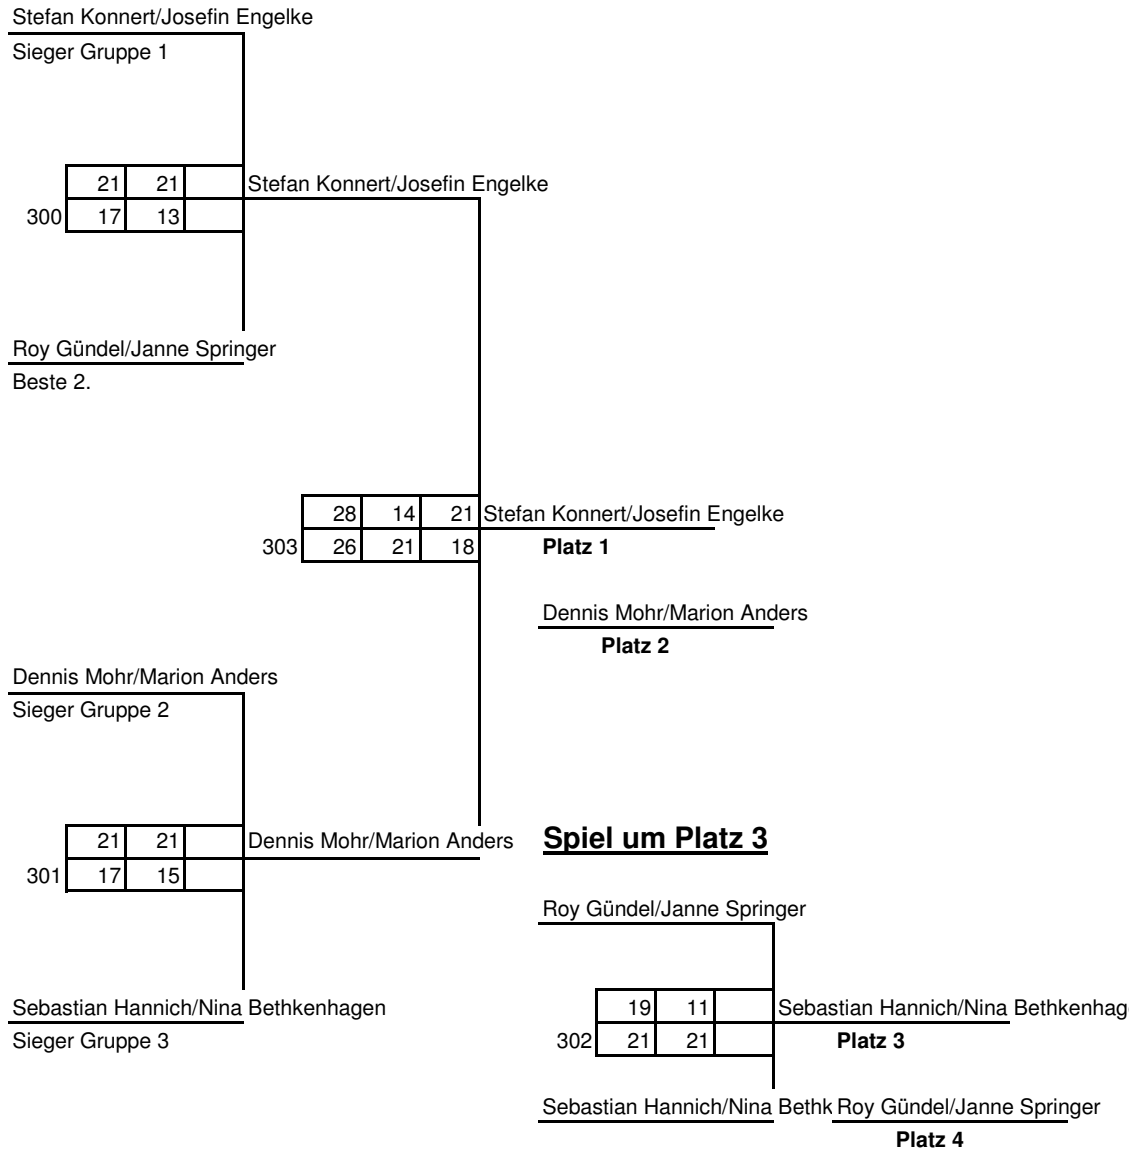 Stefan Konnert/Josefin Engelke
Sieger Gruppe 1
21 21 Stefan Konnert/Josefin Engelke
300 17 13
Roy Gündel/Janne Springer
Beste 2.
28 14 21 Stefan Konnert/Josefin Engelke
303 26 21 18 Platz 1
Dennis Mohr/Marion Anders
Platz 2
Dennis Mohr/Marion Anders
Sieger Gruppe 2
21 21 Dennis Mohr/Marion Anders Spiel um Platz 3
301 17 15
Roy Gündel/Janne Springer
Sebastian Hannich/Nina Bethkenhagen 19 11 Sebastian Hannich/Nina Bethkenhag
Sieger Gruppe 3 302 21 21 Platz 3
Sebastian Hannich/Nina Bethk Roy Gündel/Janne Springer
Platz 4